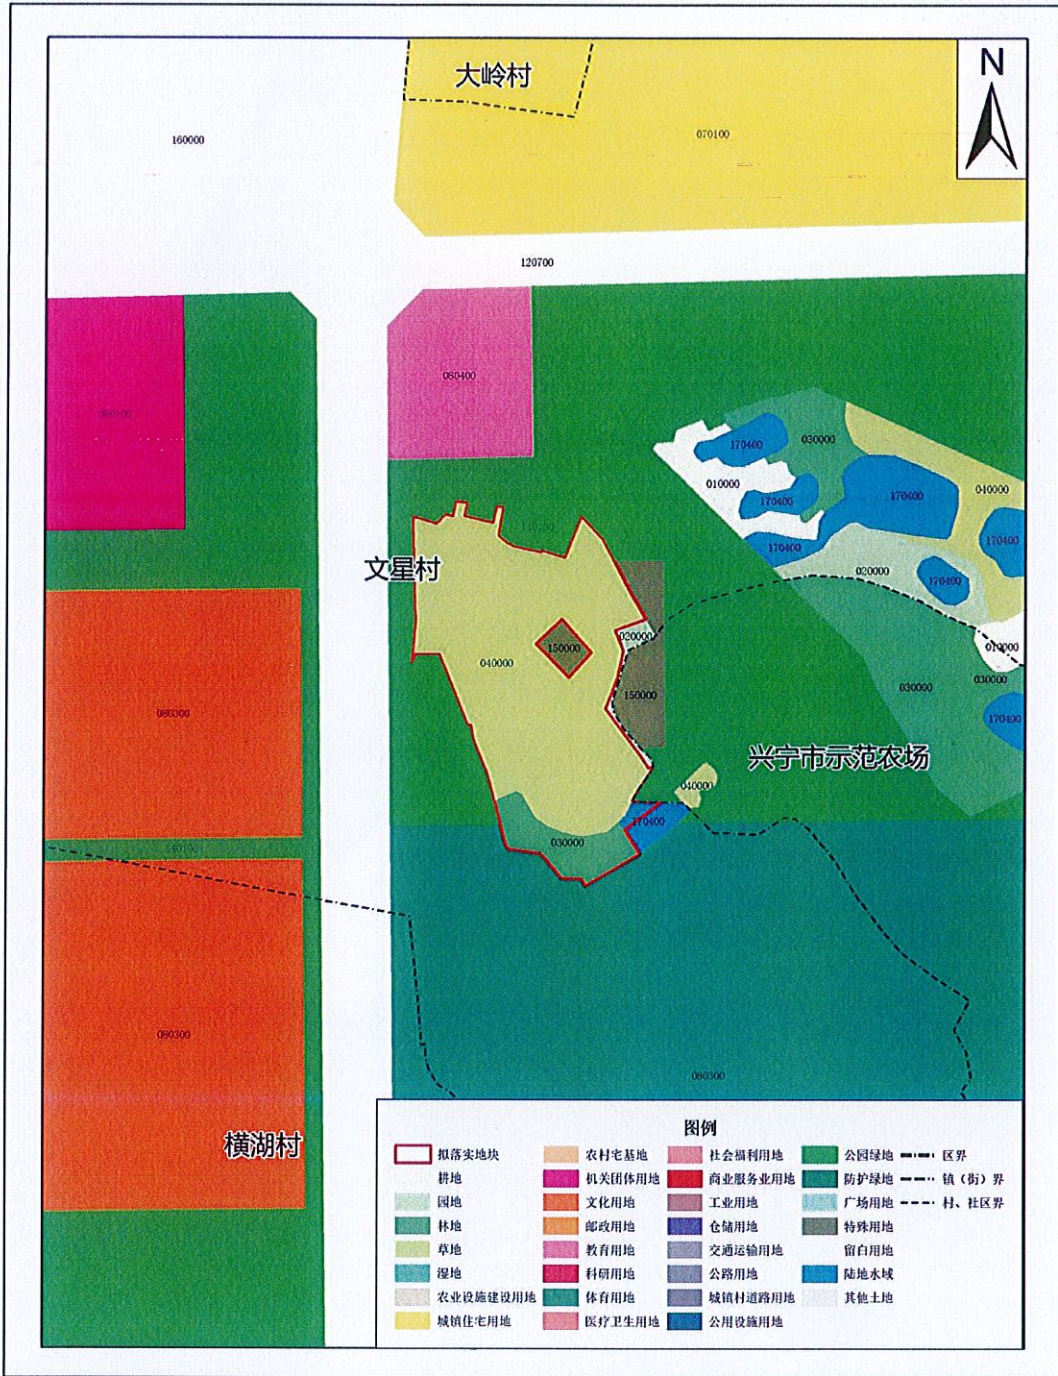 大岭村
N
160000
070100
120700
080400
080100
030000
170400
010000
040000
170400
170400
140100
170400
170400
文星村
020000
170400
020000
150000
040000
010000
030000
150000
030000
080300
170400
兴宁市示范农场
040000
170400
030000
140100
080300
080300
横湖村
图例
拟落实地块 农村宅基地 社会福利用地 公园绿地 区界
耕地 机关团体用地 商业服务业用地 防护绿地 镇（街）界
园地 文化用地 工业用地 广场用地 村、社区界
林地 邮政用地 仓储用地 特殊用地
草地 教育用地 交通运输用地 留白用地
湿地 科研用地 公路用地 陆地水域
农业设施建设用地 体育用地 城镇村道路用地 其他土地
城镇住宅用地 医疗卫生用地 公用设施用地